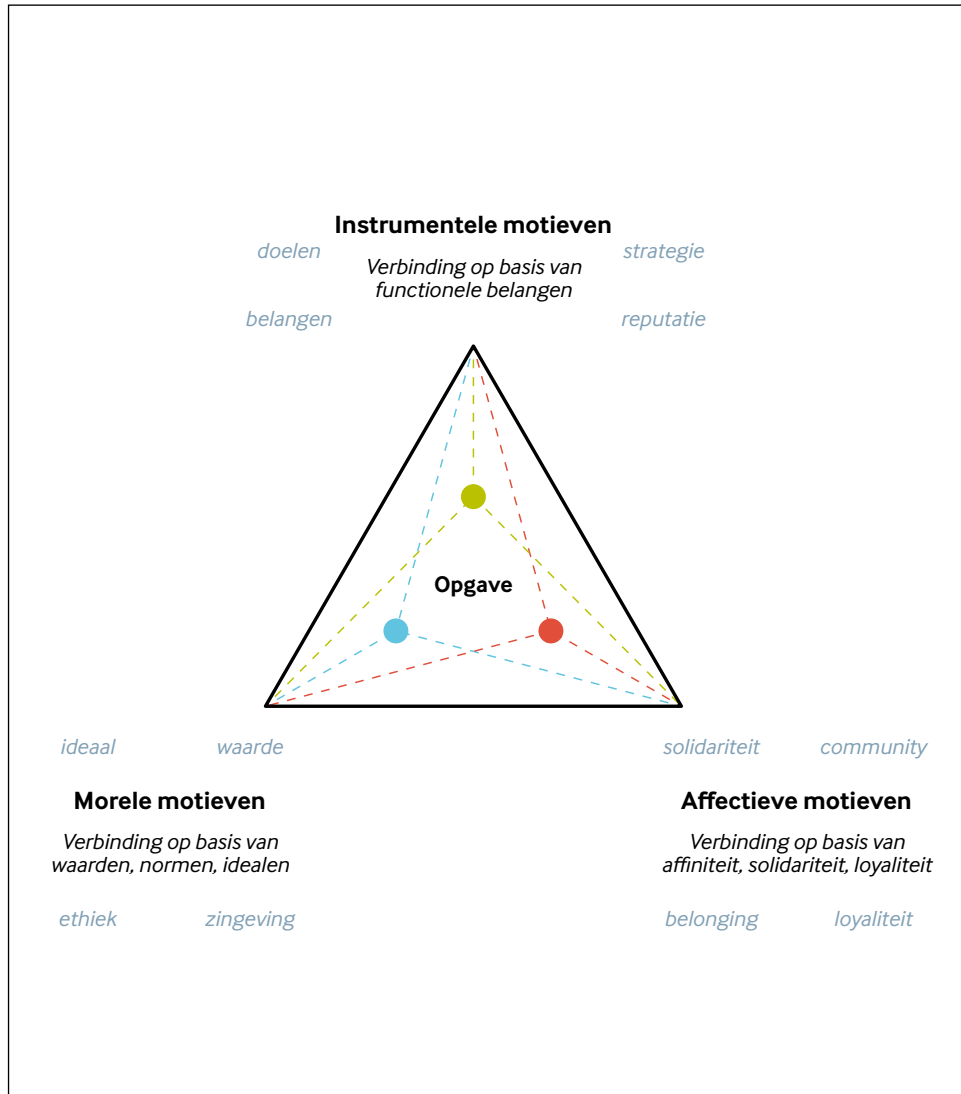 Instrumentele motieven
doelen
strategie
Verbinding op basis van
functionele belangen
belangen
reputatie
Opgave
ideaal
waarde
solidariteit
community
Morele motieven
Affectieve motieven
Verbinding op basis van
waarden, normen, idealen
Verbinding op basis van
affiniteit, solidariteit, loyaliteit
ethiek
zingeving
belonging
loyaliteit